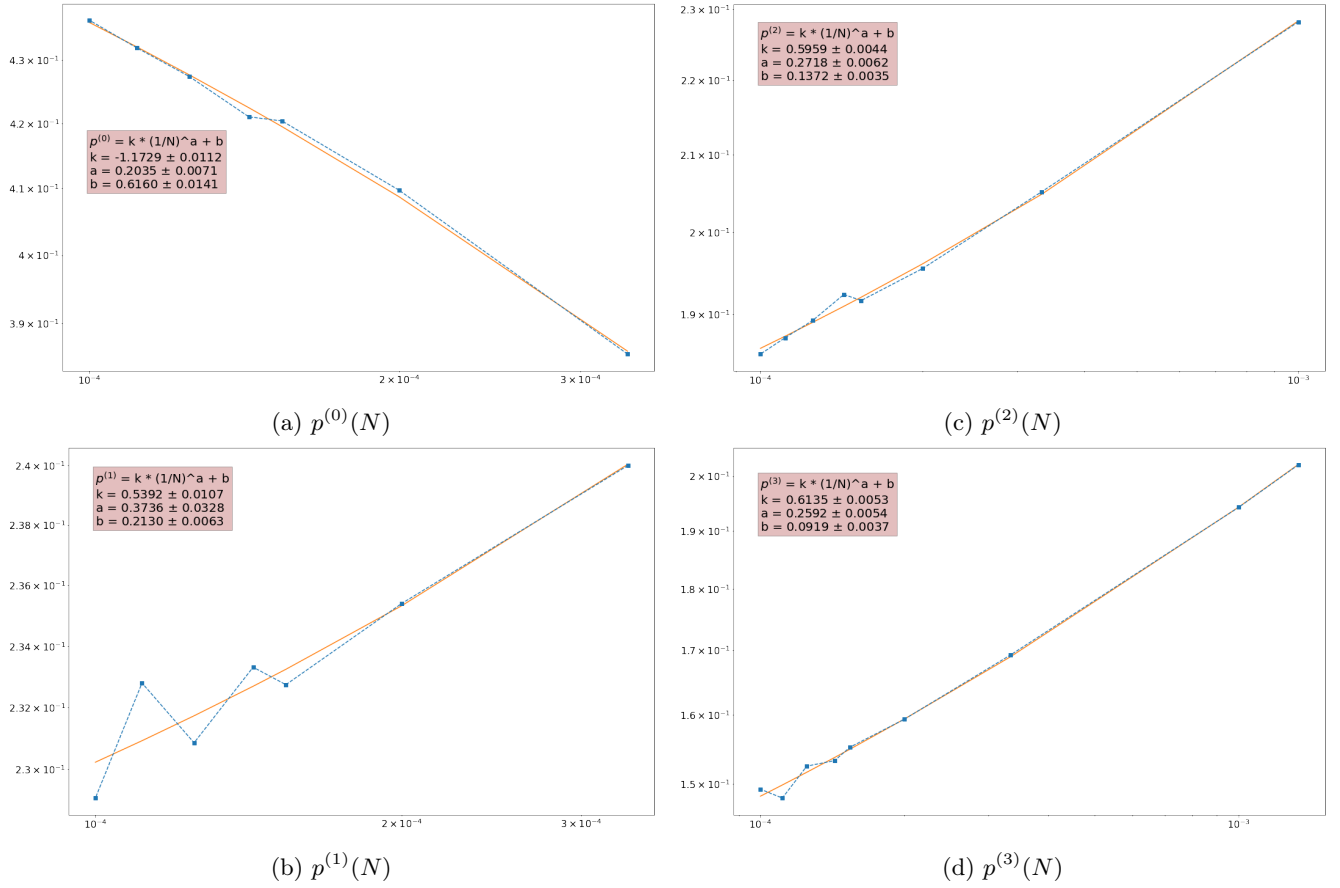 4.3 × 10⁻¹
4.2 × 10⁻¹
4.1 × 10⁻¹
4 × 10⁻¹
3.9 × 10⁻¹
p⁽⁰⁾ = k * (1/N)^a + b
k = -1.1729 ± 0.0112
a = 0.2035 ± 0.0071
b = 0.6160 ± 0.0141
10⁻⁴
2 × 10⁻⁴
3 × 10⁻⁴
(a) p⁽⁰⁾(N)
2.3 × 10⁻¹
2.2 × 10⁻¹
2.1 × 10⁻¹
2 × 10⁻¹
1.9 × 10⁻¹
p⁽²⁾ = k * (1/N)^a + b
k = 0.5959 ± 0.0044
a = 0.2718 ± 0.0062
b = 0.1372 ± 0.0035
10⁻⁴
10⁻³
(c) p⁽²⁾(N)
2.4 × 10⁻¹
2.38 × 10⁻¹
2.36 × 10⁻¹
2.34 × 10⁻¹
2.32 × 10⁻¹
2.3 × 10⁻¹
p⁽¹⁾ = k * (1/N)^a + b
k = 0.5392 ± 0.0107
a = 0.3736 ± 0.0328
b = 0.2130 ± 0.0063
10⁻⁴
2 × 10⁻⁴
3 × 10⁻⁴
(b) p⁽¹⁾(N)
2 × 10⁻¹
1.9 × 10⁻¹
1.8 × 10⁻¹
1.7 × 10⁻¹
1.6 × 10⁻¹
1.5 × 10⁻¹
p⁽³⁾ = k * (1/N)^a + b
k = 0.6135 ± 0.0053
a = 0.2592 ± 0.0054
b = 0.0919 ± 0.0037
10⁻⁴
10⁻³
(d) p⁽³⁾(N)